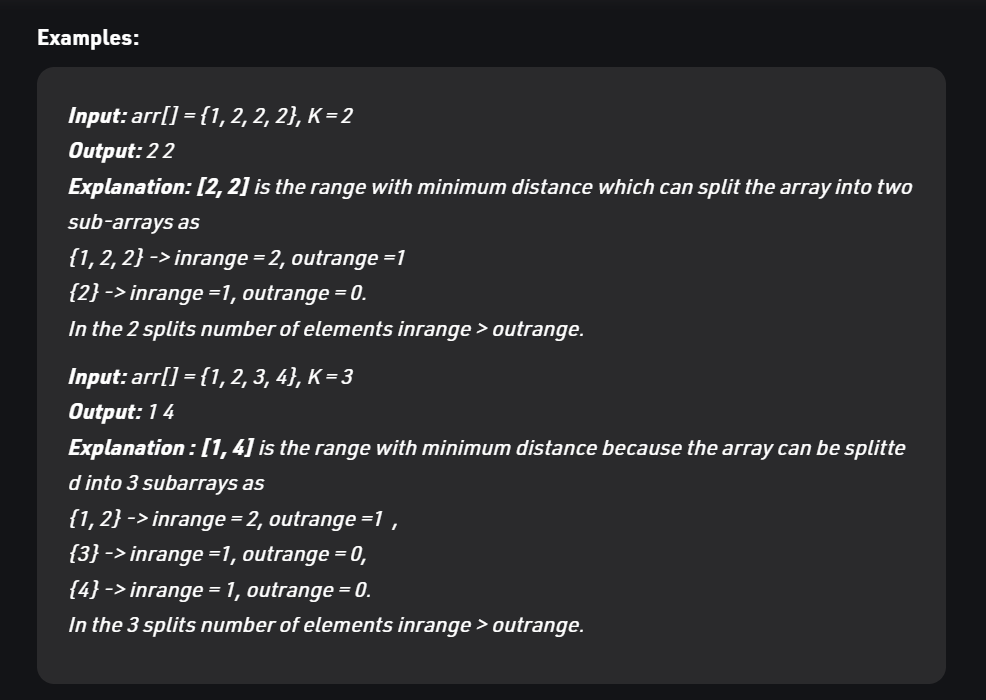 Examples:
Input: arr[] = {1, 2, 2, 2}, K = 2
Output: 2 2
Explanation: [2, 2] is the range with minimum distance which can split the array into two
sub-arrays as
{1, 2, 2} -> inrange = 2, outrange =1
{2} -> inrange =1, outrange = 0.
In the 2 splits number of elements inrange > outrange.
Input: arr[] = {1, 2, 3, 4}, K = 3
Output: 1 4
Explanation : [1, 4] is the range with minimum distance because the array can be splitte
d into 3 subarrays as
{1, 2} -> inrange = 2, outrange =1 ,
{3} -> inrange =1, outrange = 0,
{4} -> inrange = 1, outrange = 0.
In the 3 splits number of elements inrange > outrange.